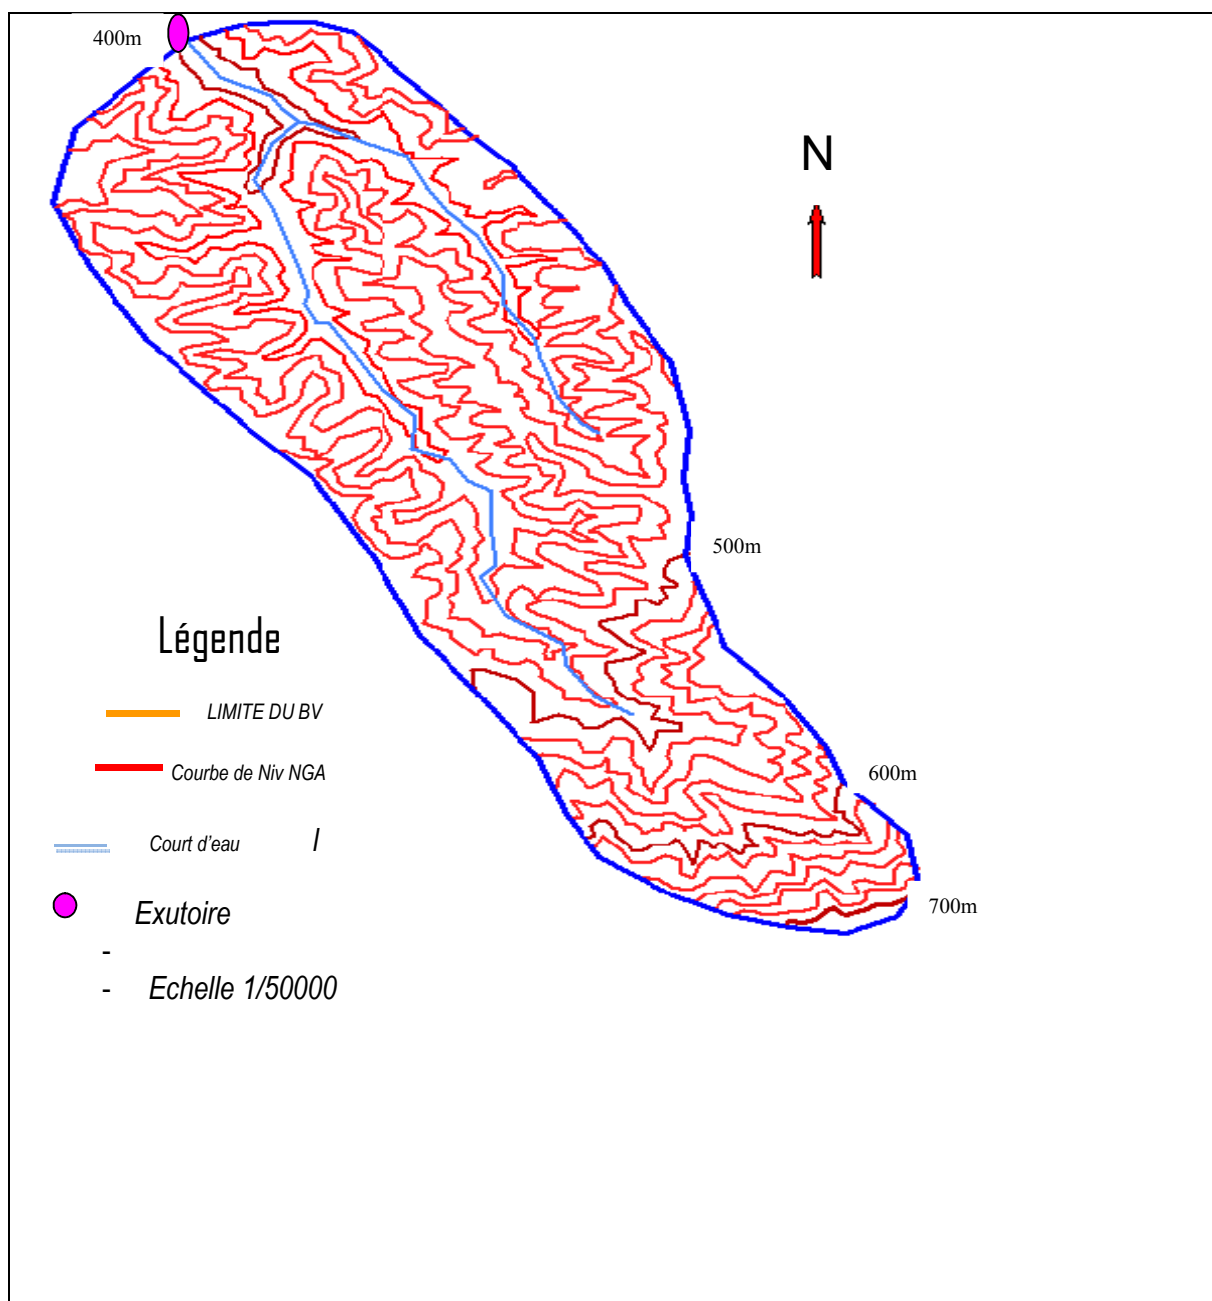 400m
N
500m
Légende
LIMITE DU BV
600m
Courbe de Niv NGA
Court d'eau l
Exutoire
700m
-
- Echelle 1/50000